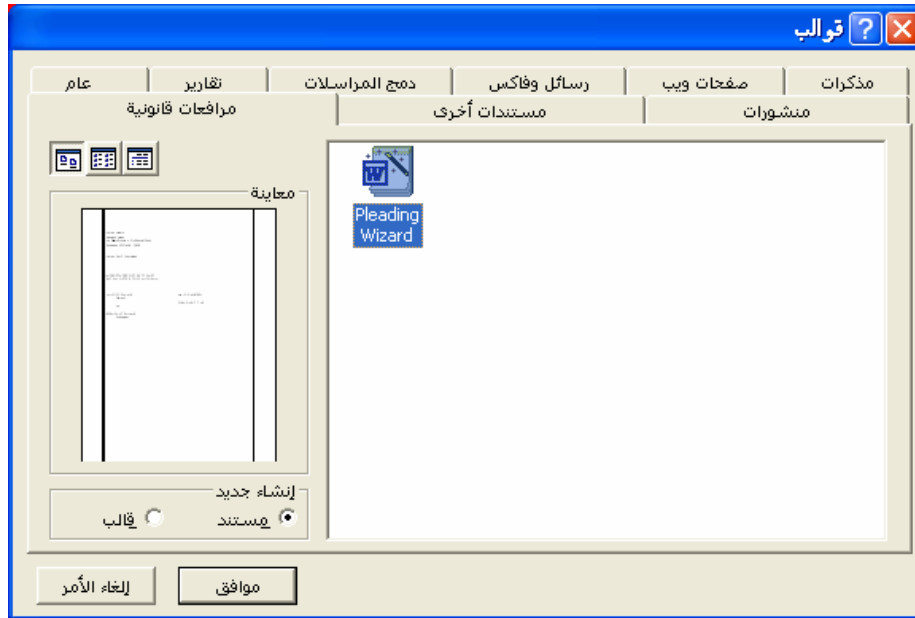 قوالب
مذكرات
صفحات ويب
رسائل وفاكس
دمج المراسلات
تقارير
عام
منشورات
مستندات أخرى
مرافعات قانونية
Pleading
Wizard
معاينة
إنشاء جديد
مستند
قالب
موافق
إلغاء الأمر